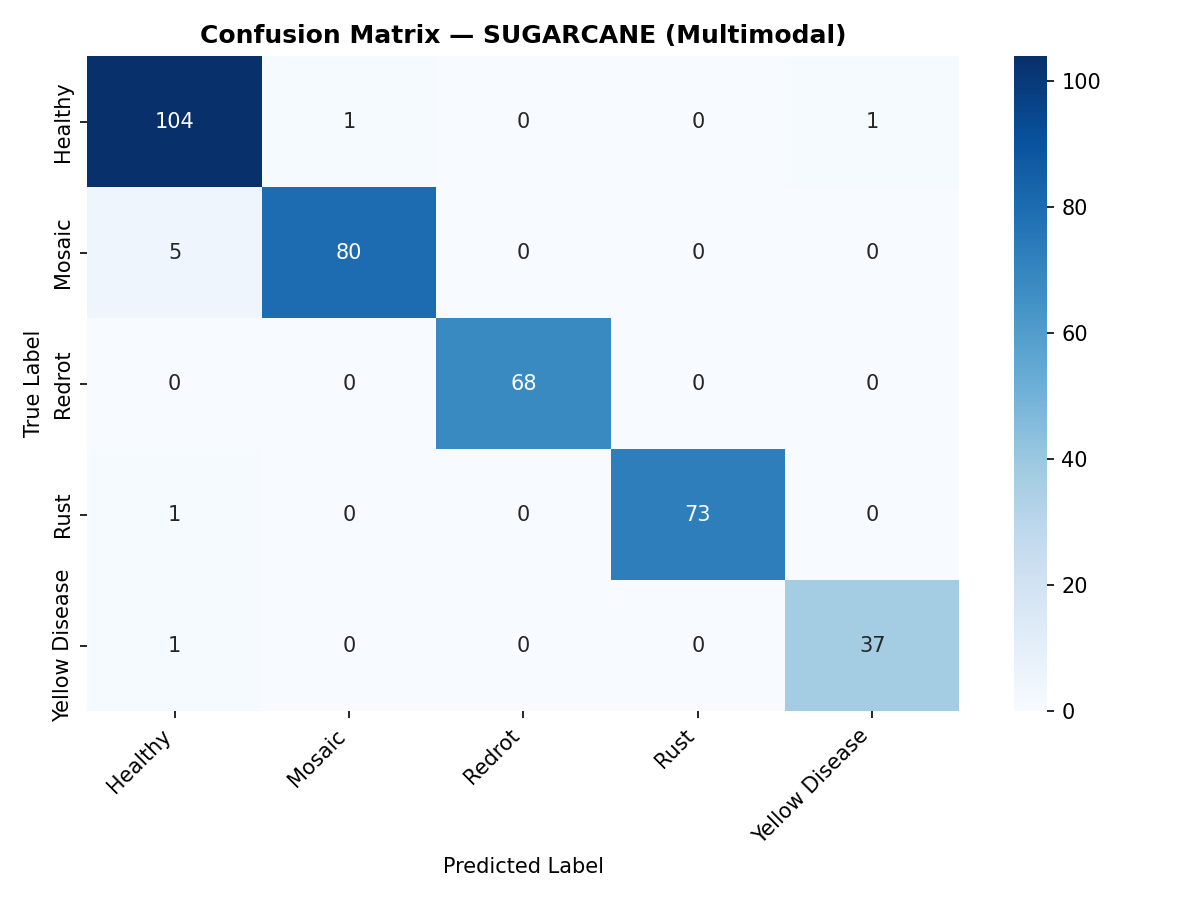 Confusion Matrix — SUGARCANE (Multimodal)
True Label
Healthy 104 1 0 0 1
Mosaic 5 80 0 0 0
Redrot 0 0 68 0 0
Rust 1 0 0 73 0
Yellow Disease 1 0 0 0 37
Healthy Mosaic Redrot Rust Yellow Disease
Predicted Label
100
80
60
40
20
0